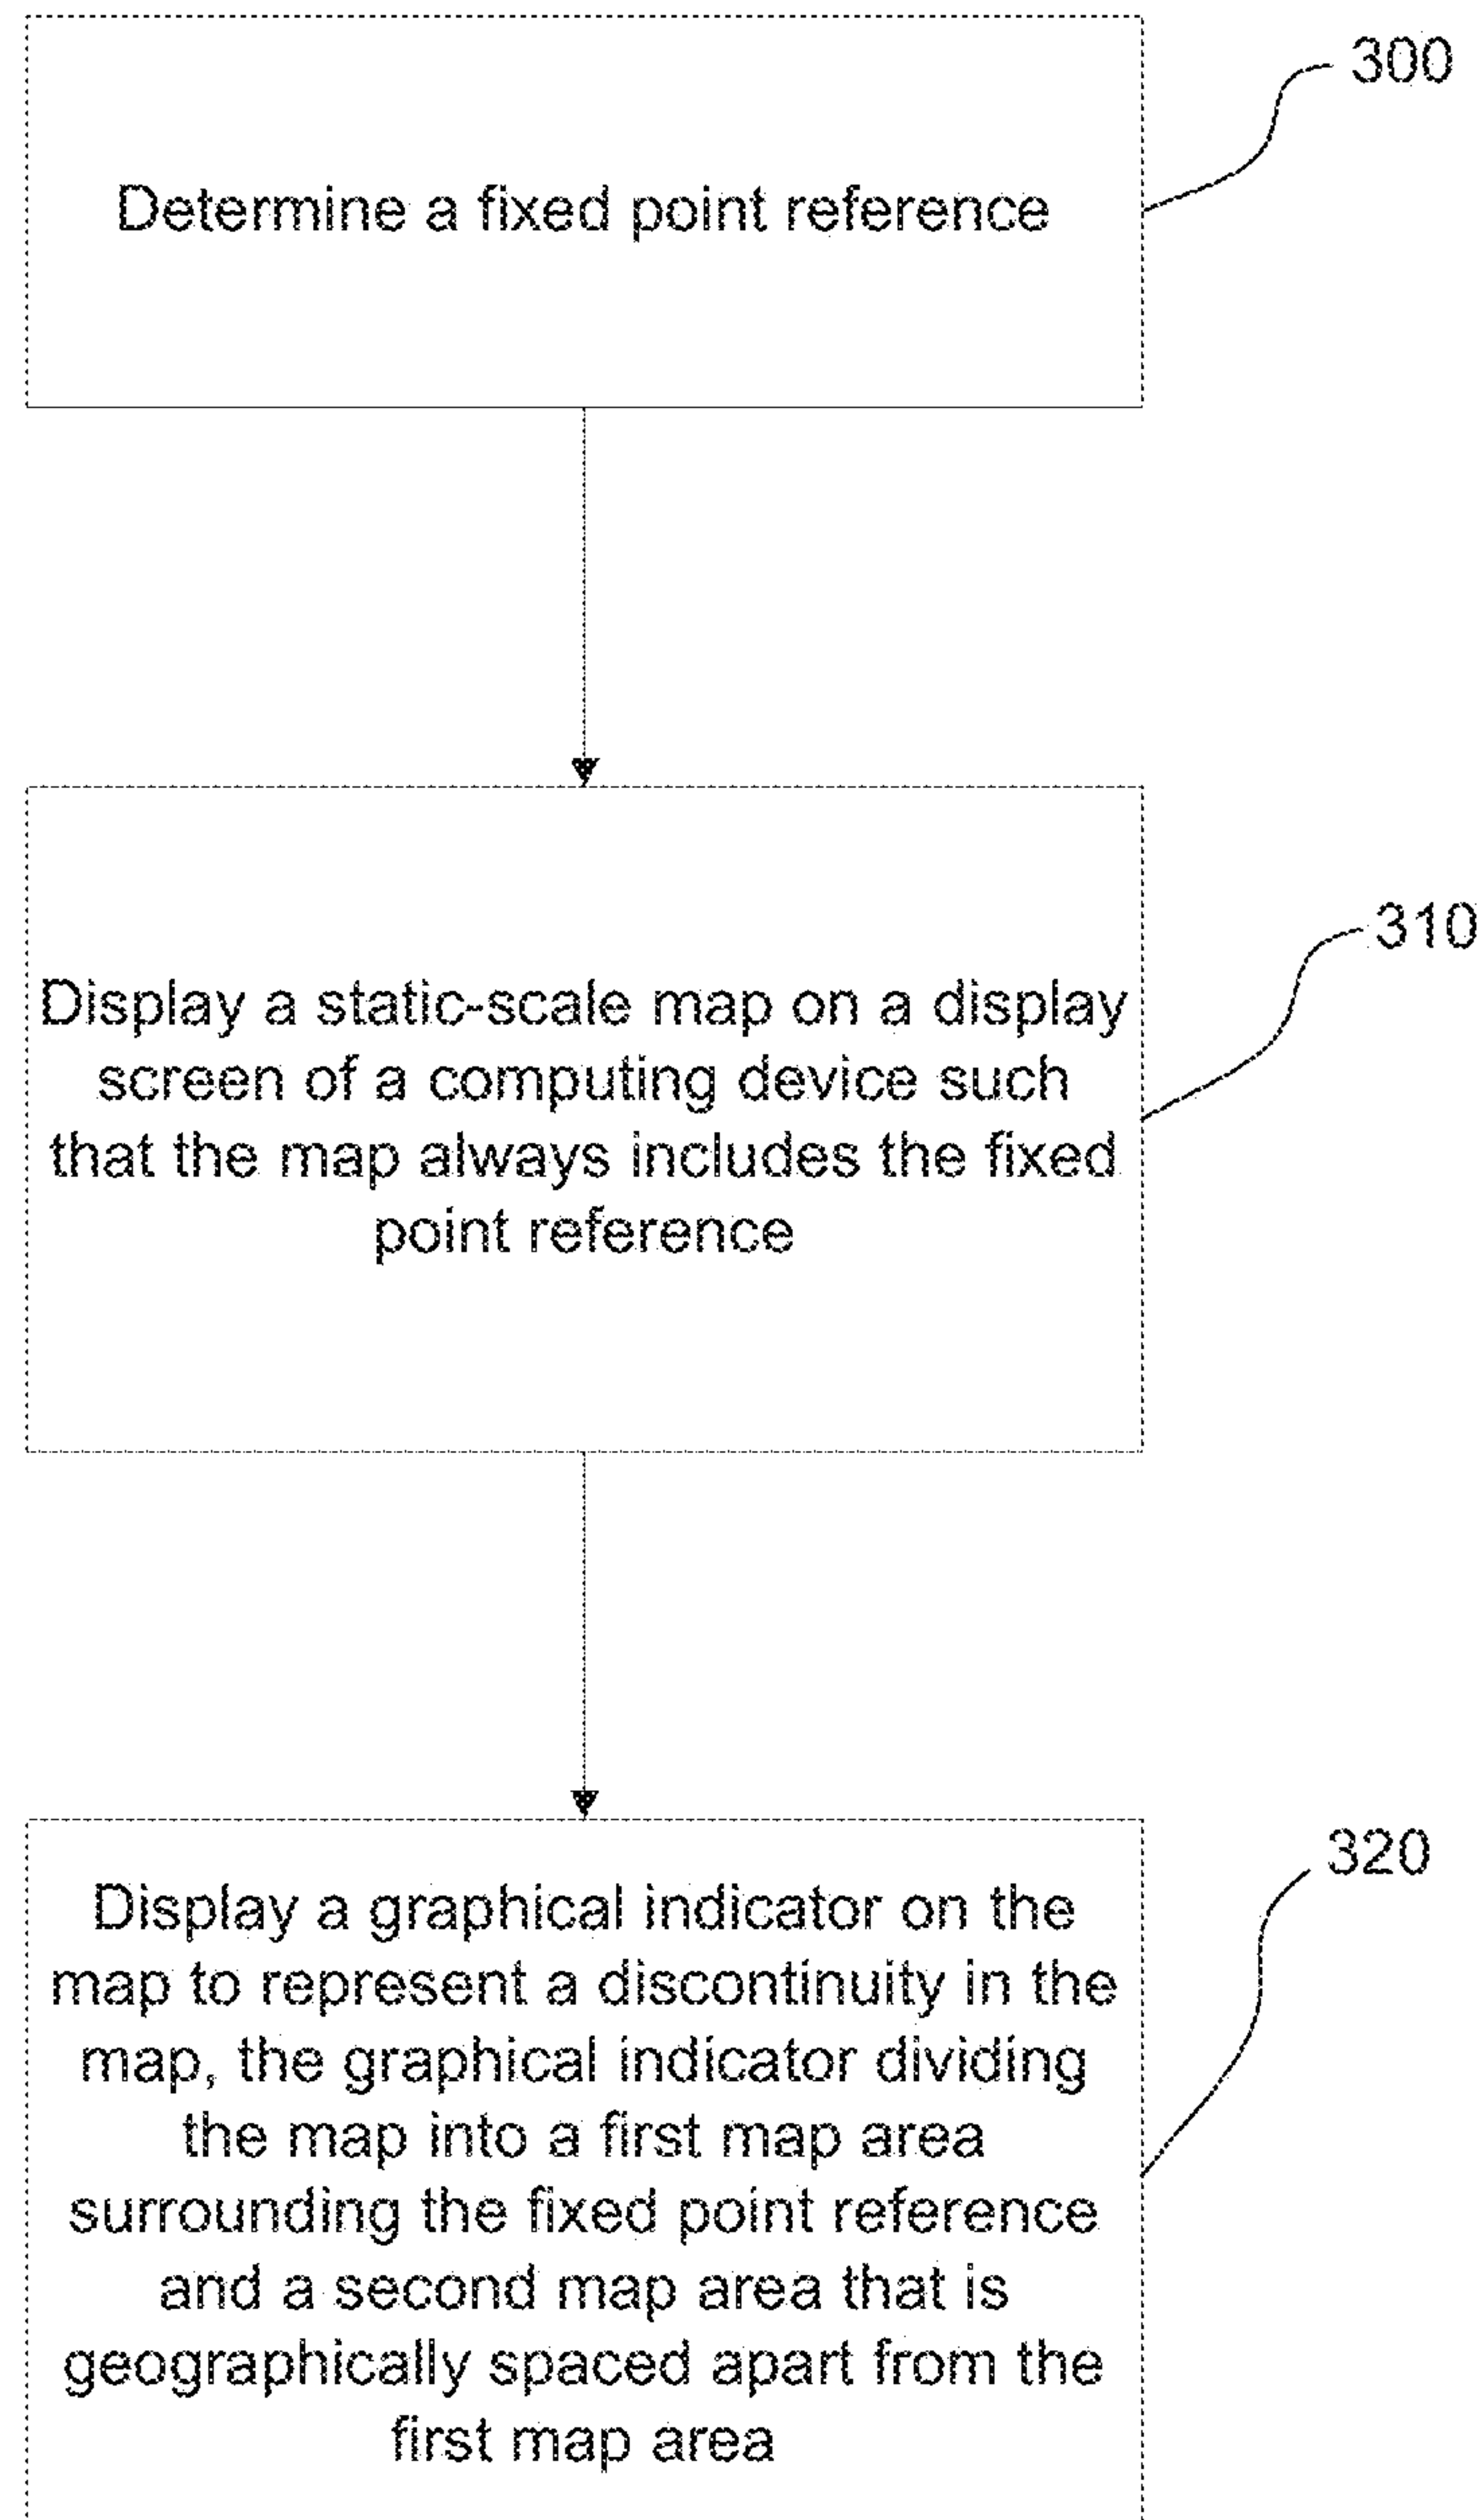 300
Determine a fixed point reference
310
Display a static-scale map on a display
screen of a computing device such
that the map always includes the fixed
point reference
320
Display a graphical indicator on the
map to represent a discontinuity in the
map, the graphical indicator dividing
the map into a first map area
surrounding the fixed point reference
and a second map area that is
geographically spaced apart from the
first map area